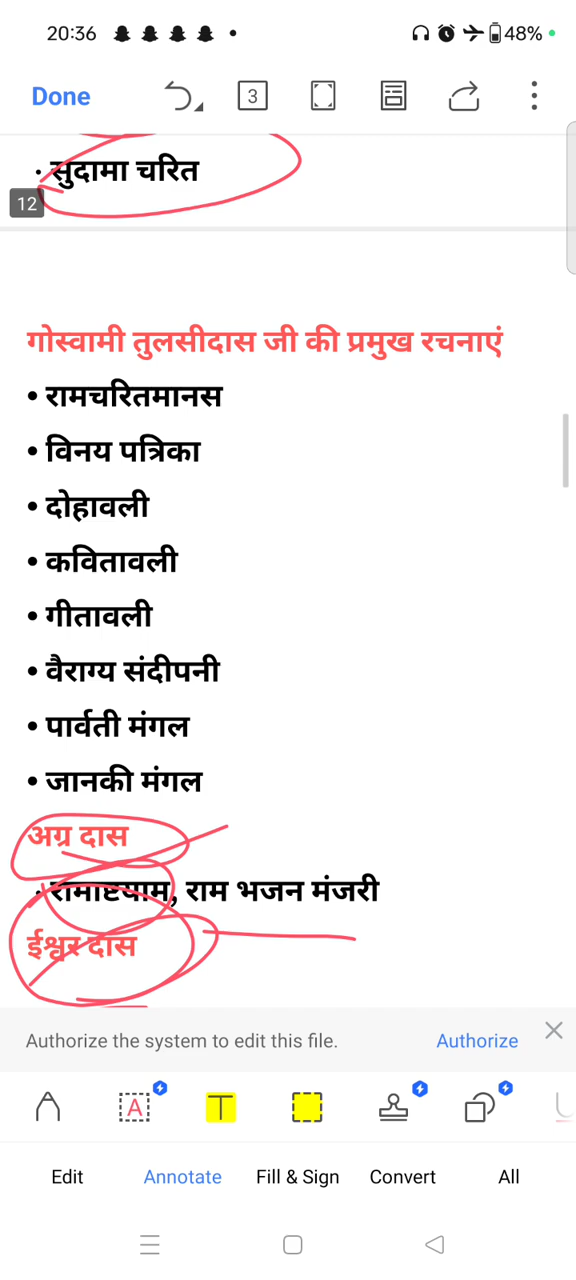 20:36
48%
Done
3
· सुदामा चरित
12
गोस्वामी तुलसीदास जी की प्रमुख रचनाएं
• रामचरितमानस
• विनय पत्रिका
• दोहावली
• कवितावली
• गीतावली
• वैराग्य संदीपनी
• पार्वती मंगल
• जानकी मंगल
अग्र दास
· रामाष्टयाम, राम भजन मंजरी
ईश्वर दास
Authorize the system to edit this file.
Authorize
A
T
Edit
Annotate
Fill & Sign
Convert
All